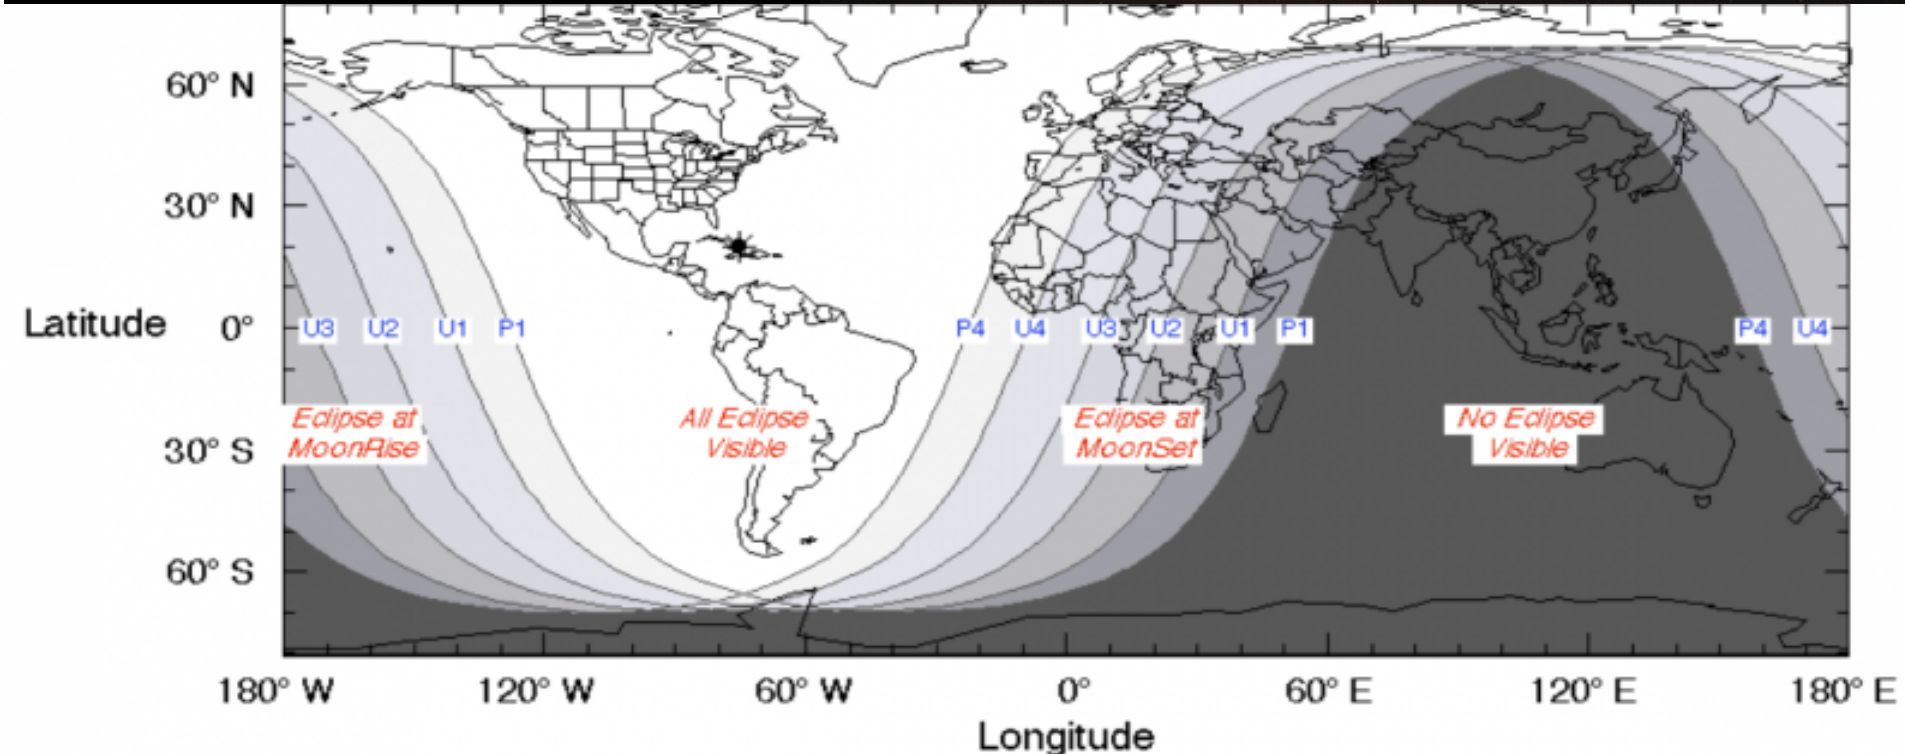 60° N
30° N
Latitude
0°
30° S
60° S
U3 U2 U1 P1 P4 U4 U3 U2 U1 P1 P4 U4
Eclipse at
MoonRise
All Eclipse
Visible
Eclipse at
MoonSet
No Eclipse
Visible
180° W 120° W 60° W 0° 60° E 120° E 180° E
Longitude